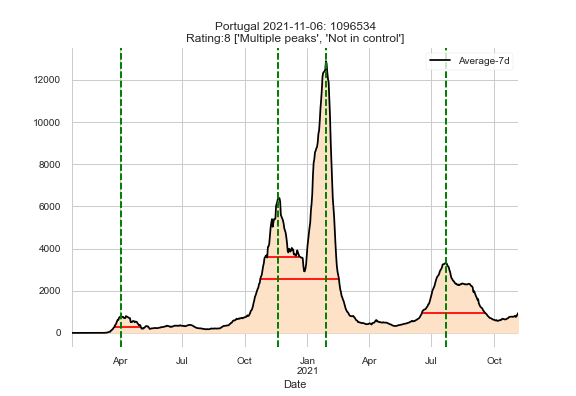 Portugal 2021-11-06: 1096534
Rating:8 ['Multiple peaks', 'Not in control']
Average-7d
12000
10000
8000
6000
4000
2000
0
Apr Jul Oct Jan Apr Jul Oct
2021
Date